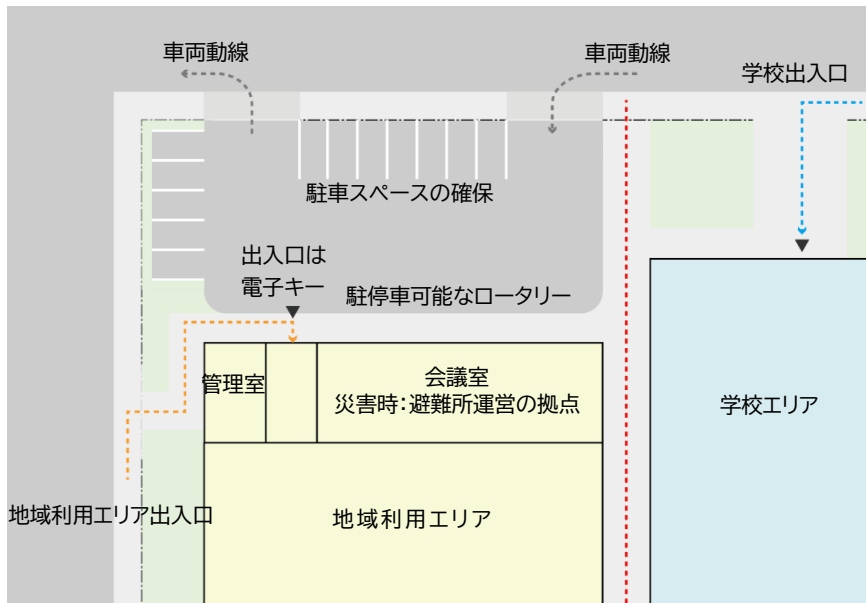 車両動線
車両動線
学校出入口
駐車スペースの確保
出入口は
電子キー
駐停車可能なロータリー
管理室
会議室
災害時：避難所運営の拠点
学校エリア
地域利用エリア出入口
地域利用エリア